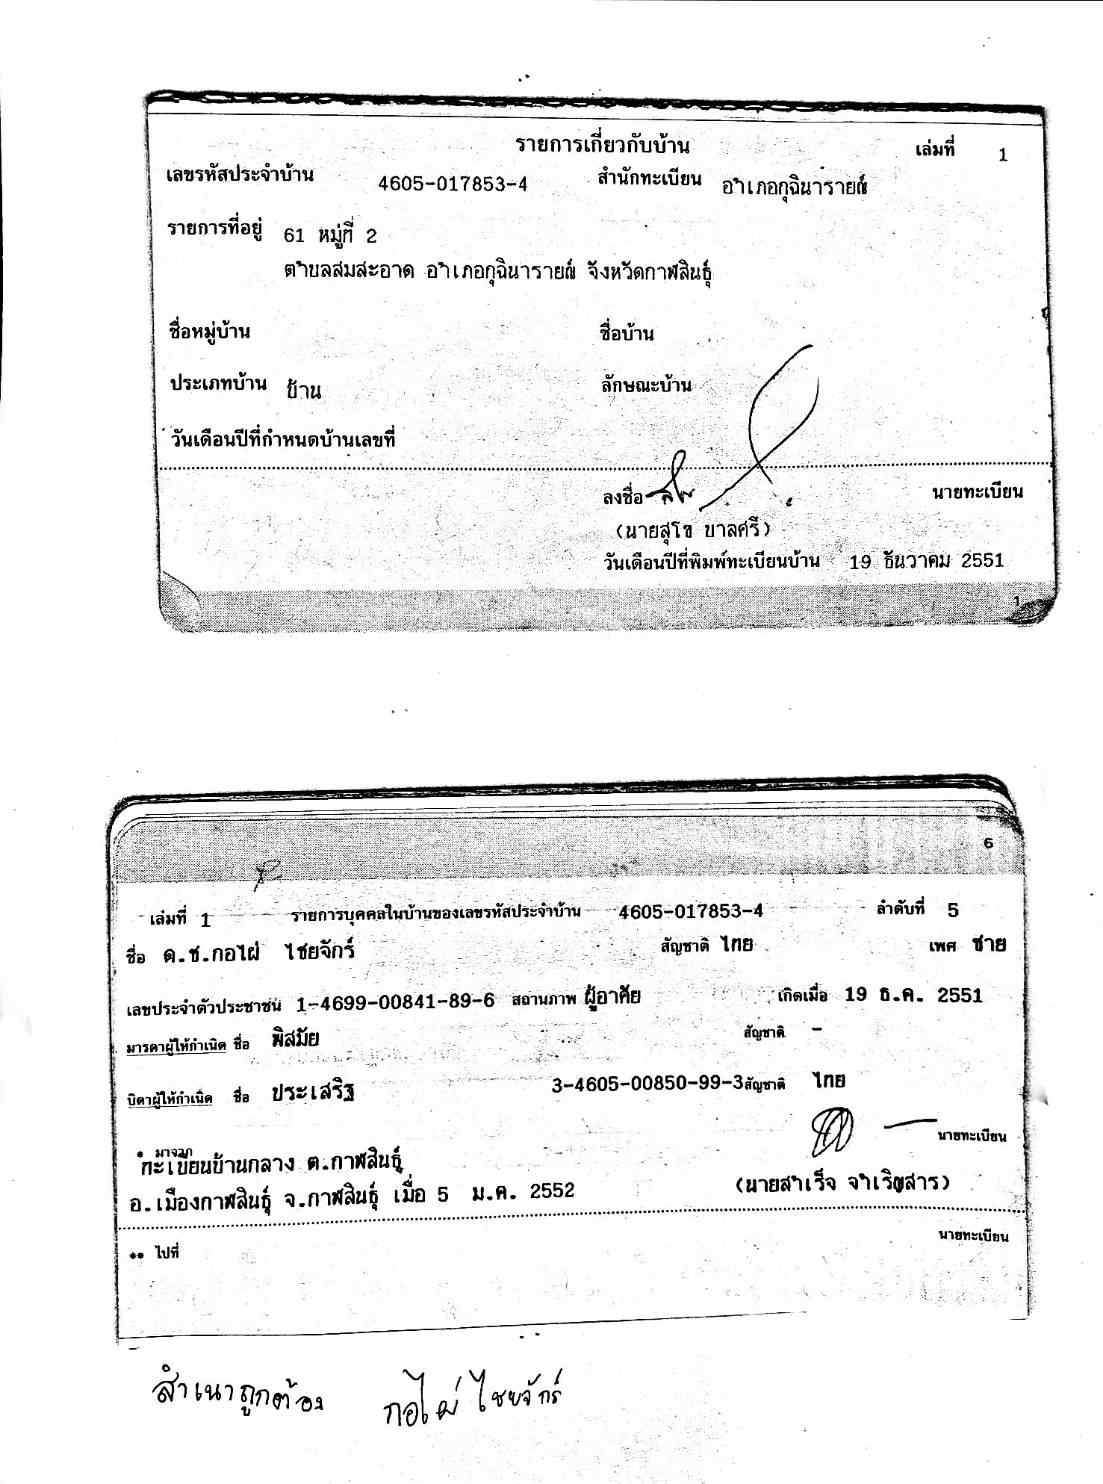 รายการเกี่ยวกับบ้าน เล่มที่ 1
เลขรหัสประจำบ้าน 4605-017853-4 สำนักทะเบียน อำเภอกุฉินารายณ์
รายการที่อยู่ 61 หมู่ที่ 2
ตำบลสมสะอาด อำเภอกุฉินารายณ์ จังหวัดกาฬสินธุ์
ชื่อหมู่บ้าน ชื่อบ้าน
ประเภทบ้าน บ้าน ลักษณะบ้าน
วันเดือนปีที่กำหนดบ้านเลขที่
ลงชื่อ นายทะเบียน
(นายสุโข บาลศรี)
วันเดือนปีที่พิมพ์ทะเบียนบ้าน 19 ธันวาคม 2551
1
6
เล่มที่ 1 รายการบุคคลในบ้านของเลขรหัสประจำบ้าน 4605-017853-4 ลำดับที่ 5
ชื่อ ด.ช.กอไผ่ ไชยจักร์ สัญชาติ ไทย เพศ ชาย
เลขประจำตัวประชาชน 1-4699-00841-89-6 สถานภาพ ผู้อาศัย เกิดเมื่อ 19 ธ.ค. 2551
มารดาผู้ให้กำเนิด ชื่อ พิสมัย สัญชาติ -
บิดาผู้ให้กำเนิด ชื่อ ประเสริฐ 3-4605-00850-99-3 สัญชาติ ไทย
นายทะเบียน
* มาจาก
ทะเบียนบ้านกลาง ต.กาฬสินธุ์
อ.เมืองกาฬสินธุ์ จ.กาฬสินธุ์ เมื่อ 5 ม.ค. 2552 (นายสำเร็จ จำเริญสาร)
** ไปที่ นายทะเบียน
สำเนาถูกต้อง กอไผ่ ไชยจักร์